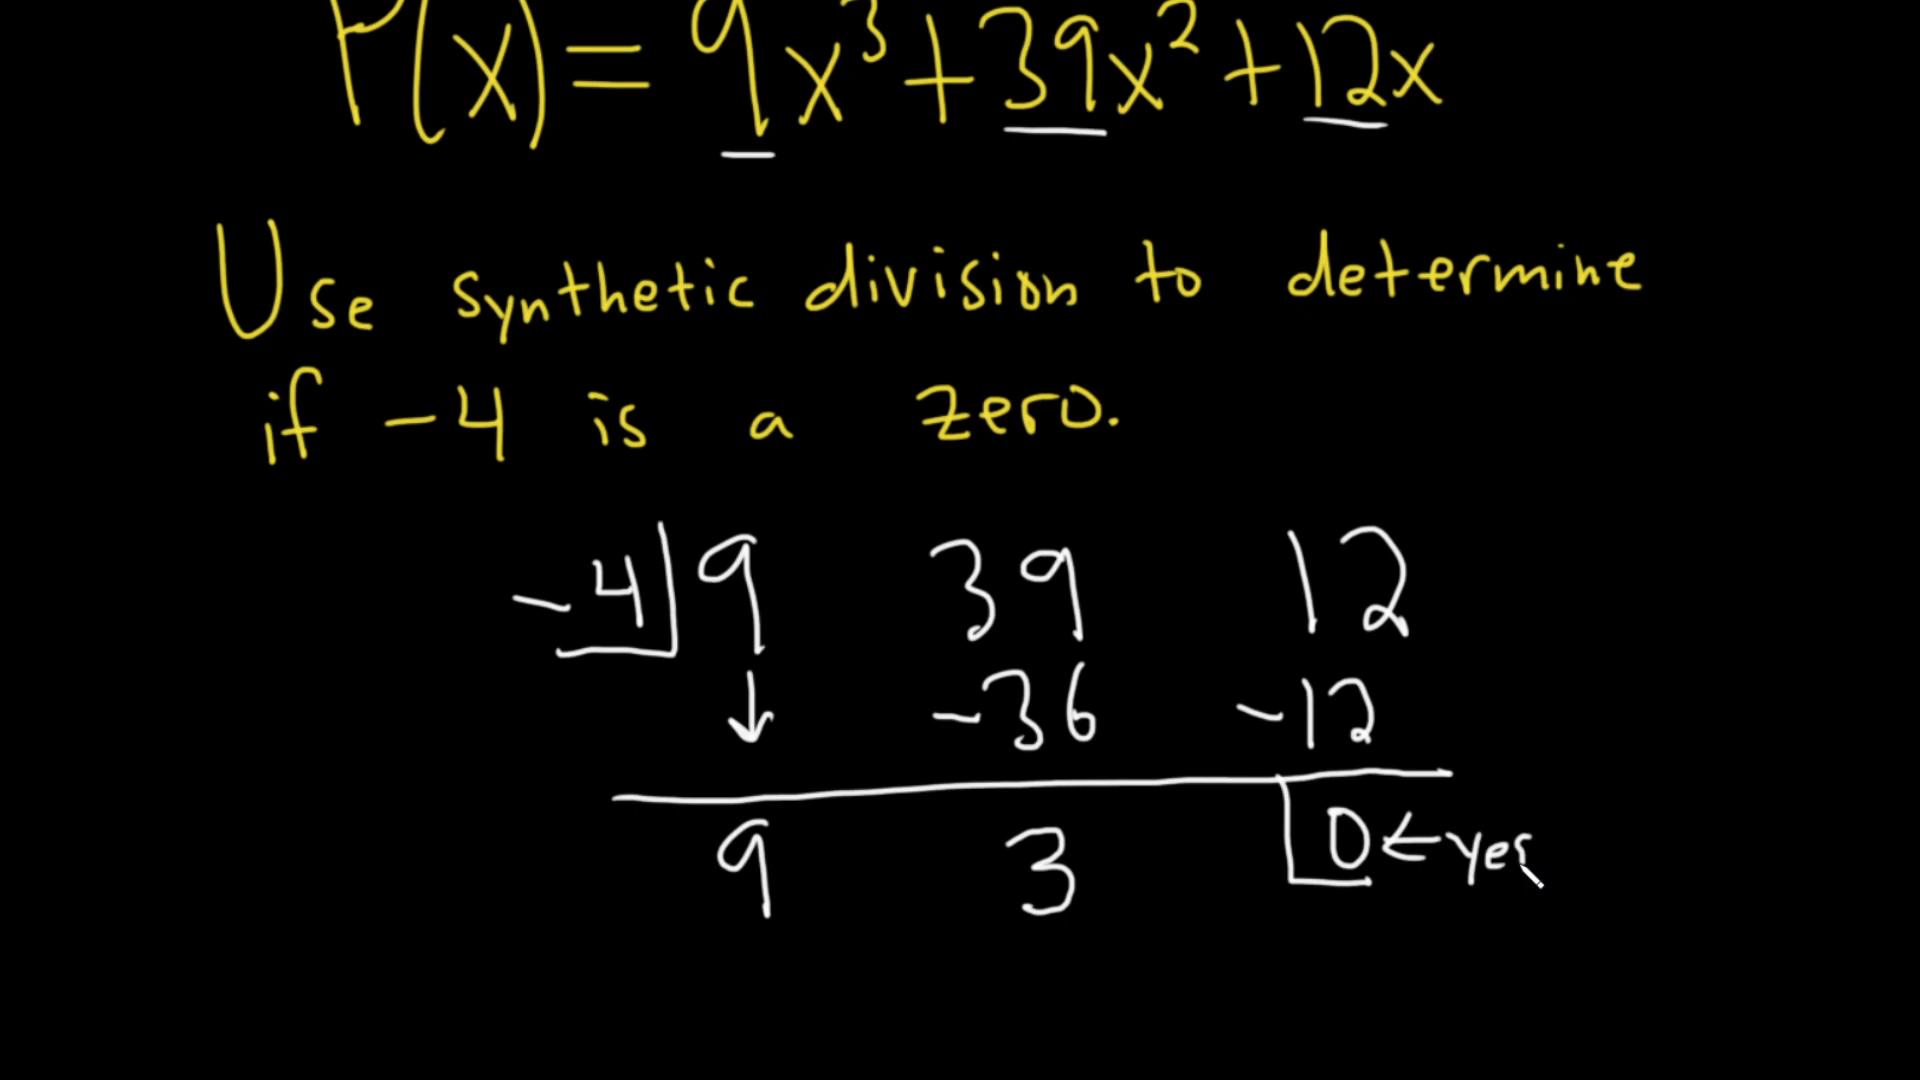 P(x) = 9x³ + 39x² + 12x
Use synthetic division to determine
if -4 is a zero.
-4 9 39 12
↓ -36 -12
9 3 0 ← yes